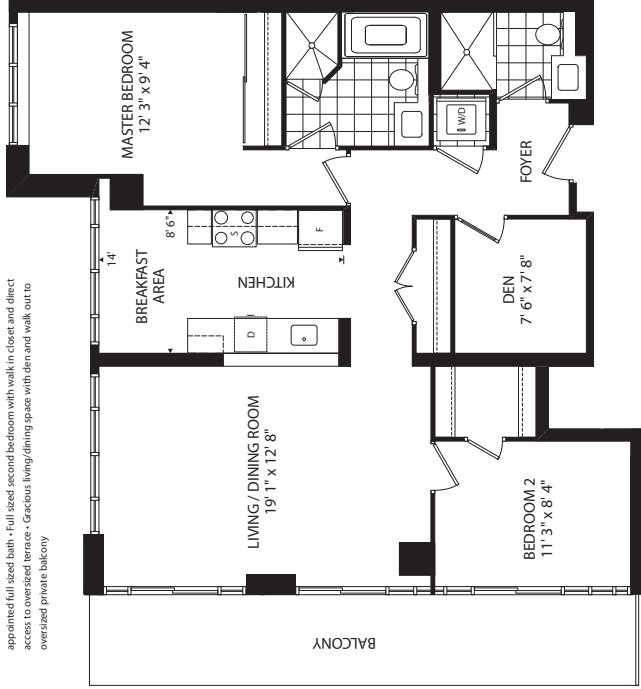 appointed full sized bath • Full sized second bedroom with walk in closet and direct
access to oversized terrace • Gracious living/dining space with den and walk out to
oversized private balcony
MASTER BEDROOM
12' 3" x 9' 4"
W/D
FOYER
8' 6"
S
F
14'
BREAKFAST
AREA
KITCHEN
D
DEN
7' 6" x 7' 8"
LIVING / DINING ROOM
19' 1" x 12' 8"
BEDROOM 2
11' 3" x 8' 4"
BALCONY